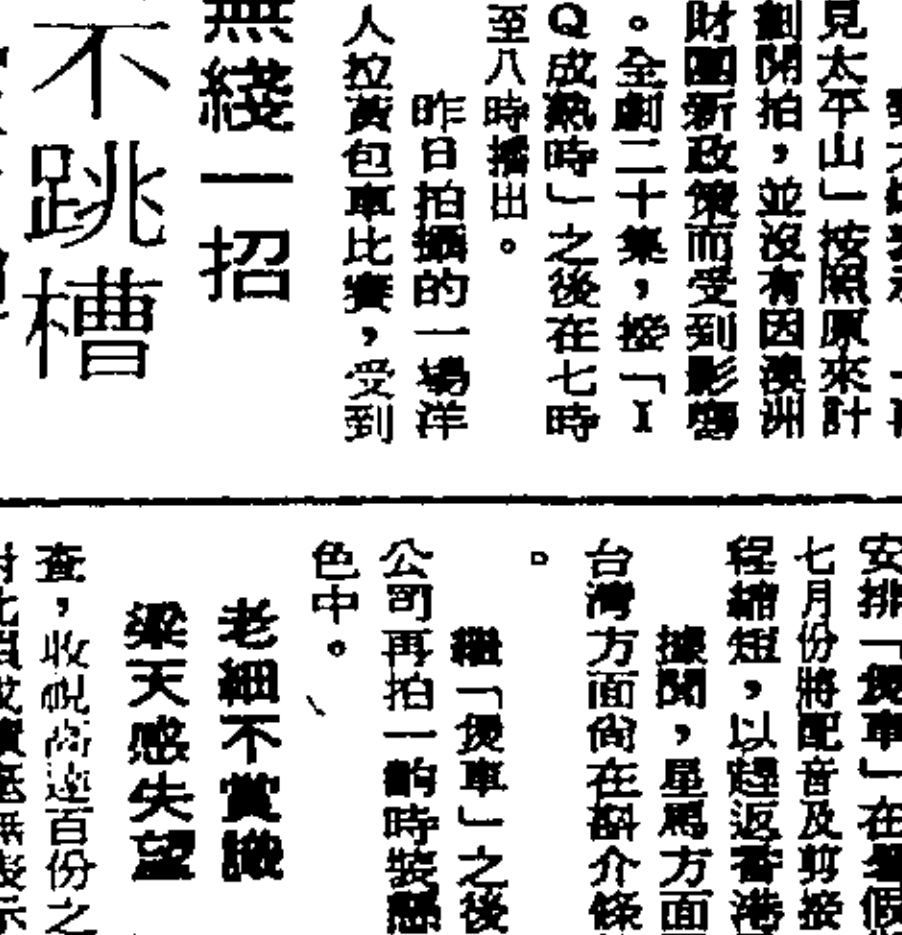 見太平山」按照原來計
劃開拍，並沒有因澳洲
財團新政策而受到影響
。全劇二十集，接「I
Q成熟時」之後在七時
至八時播出。
昨日拍攝的一場洋
人拉黃包車比賽，受到
無綫一招
不跳槽
安排「煲車」在暑假
七月份將配音及剪接
程縮短，以趕返香港
據聞，星馬方面
台灣方面尚在斟介條
。
繼「煲車」之後
公司再拍一齣時裝懸
色中。
老細不賞識
梁天感失望
查，收視高達百份之